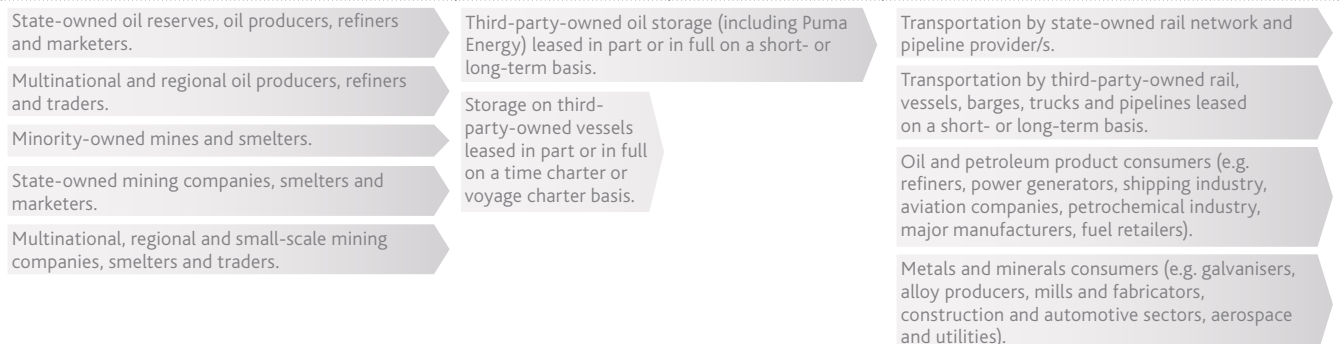 State-owned oil reserves, oil producers, refiners
and marketers.
Multinational and regional oil producers, refiners
and traders.
Minority-owned mines and smelters.
State-owned mining companies, smelters and
marketers.
Multinational, regional and small-scale mining
companies, smelters and traders.
Third-party-owned oil storage (including Puma
Energy) leased in part or in full on a short- or
long-term basis.
Storage on third-
party-owned vessels
leased in part or in full
on a time charter or
voyage charter basis.
Transportation by state-owned rail network and
pipeline provider/s.
Transportation by third-party-owned rail,
vessels, barges, trucks and pipelines leased
on a short- or long-term basis.
Oil and petroleum product consumers (e.g.
refiners, power generators, shipping industry,
aviation companies, petrochemical industry,
major manufacturers, fuel retailers).
Metals and minerals consumers (e.g. galvanisers,
alloy producers, mills and fabricators,
construction and automotive sectors, aerospace
and utilities).